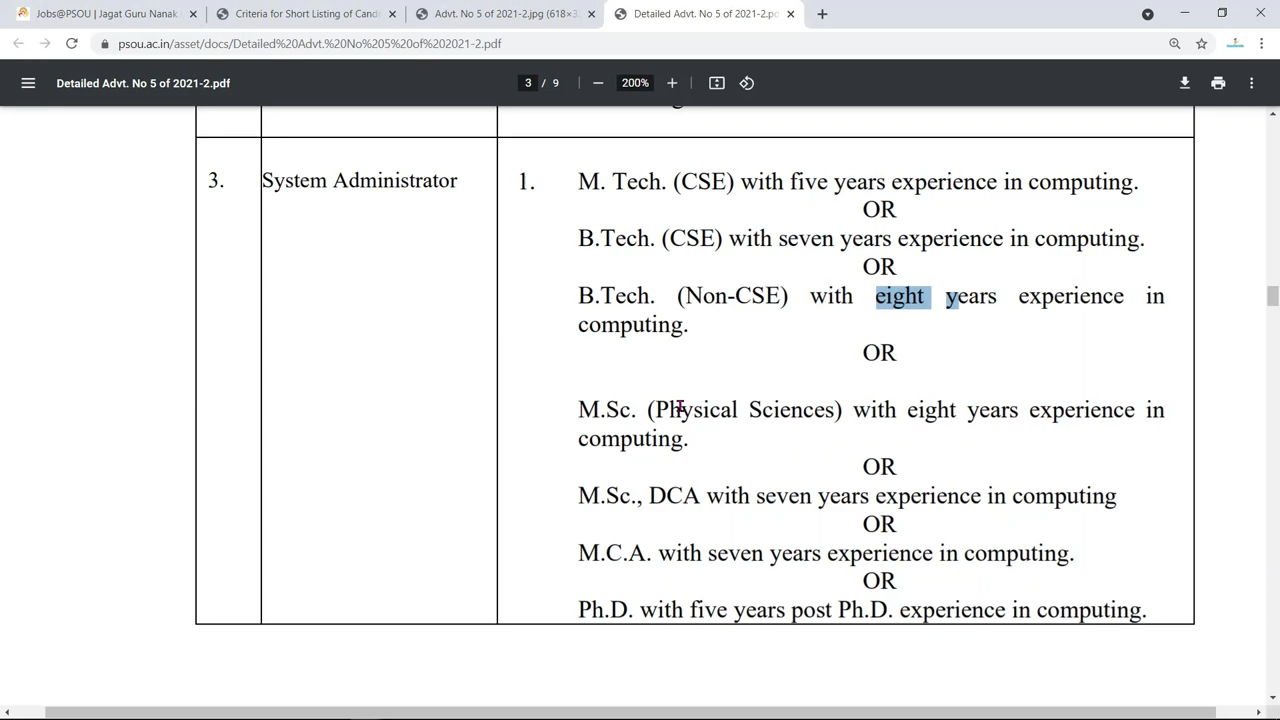 Jobs@PSOU | Jagat Guru Nanak
Criteria for Short Listing of Candi
Advt. No 5 of 2021-2.jpg (618×3
Detailed Advt. No 5 of 2021-2.pd
psou.ac.in/asset/docs/Detailed%20Advt.%20No%205%20of%202021-2.pdf
Detailed Advt. No 5 of 2021-2.pdf
3 / 9
200%
3.
System Administrator
1.
M. Tech. (CSE) with five years experience in computing.
OR
B.Tech. (CSE) with seven years experience in computing.
OR
B.Tech. (Non-CSE) with eight years experience in
computing.
OR
M.Sc. (Physical Sciences) with eight years experience in
computing.
OR
M.Sc., DCA with seven years experience in computing
OR
M.C.A. with seven years experience in computing.
OR
Ph.D. with five years post Ph.D. experience in computing.